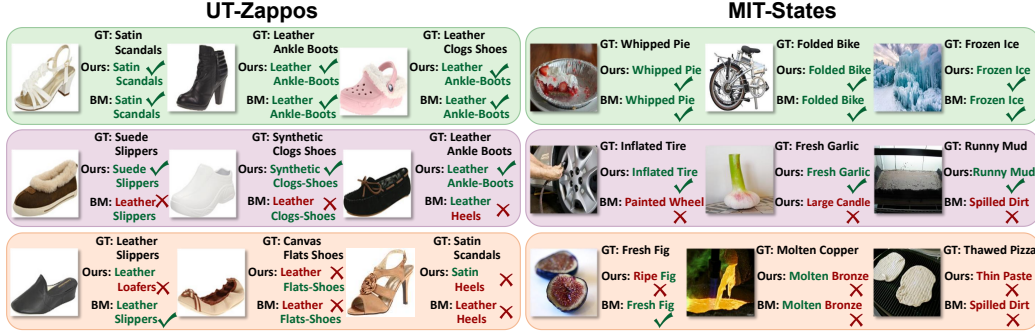 UT-Zappos
MIT-States
GT: Satin
Scandals
Ours: Satin
Scandals
BM: Satin
Scandals
GT: Leather
Ankle Boots
Ours: Leather
Ankle-Boots
BM: Leather
Ankle-Boots
GT: Leather
Clogs Shoes
Ours: Leather
Ankle-Boots
BM: Leather
Ankle-Boots
GT: Whipped Pie
Ours: Whipped Pie
BM: Whipped Pie
GT: Folded Bike
Ours: Folded Bike
BM: Folded Bike
GT: Frozen Ice
Ours: Frozen Ice
BM: Frozen Ice
GT: Suede
Slippers
Ours: Suede
Slippers
BM: Leather
Slippers
GT: Synthetic
Clogs Shoes
Ours: Synthetic
Clogs-Shoes
BM: Leather
Clogs-Shoes
GT: Leather
Ankle Boots
Ours: Leather
Ankle-Boots
BM: Leather
Heels
GT: Inflated Tire
Ours: Inflated Tire
BM: Painted Wheel
GT: Fresh Garlic
Ours: Fresh Garlic
Ours: Large Candle
GT: Runny Mud
Ours:Runny Mud
BM: Spilled Dirt
GT: Leather
Slippers
Ours: Leather
Loafers
BM: Leather
Slippers
GT: Canvas
Flats Shoes
Ours: Leather
Flats-Shoes
BM: Leather
Flats-Shoes
GT: Satin
Scandals
Ours: Satin
Heels
BM: Leather
Heels
GT: Fresh Fig
Ours: Ripe Fig
BM: Fresh Fig
GT: Molten Copper
Ours: Molten Bronze
BM: Molten Bronze
GT: Thawed Pizza
Ours: Thin Paste
BM: Spilled Dirt